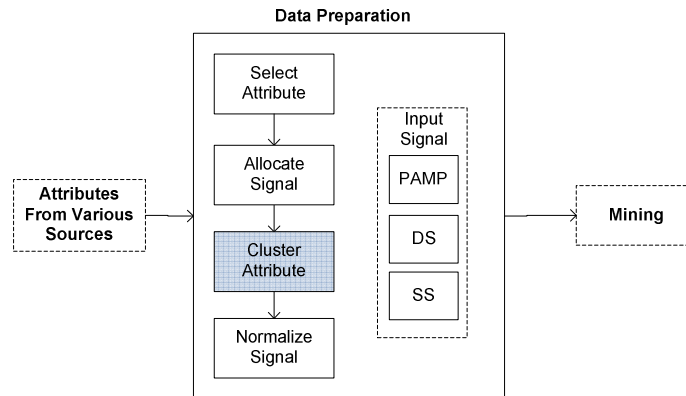 Data Preparation
Select
Attribute
Allocate
Signal
Cluster
Attribute
Normalize
Signal
Input
Signal
PAMP
DS
SS
Attributes
From Various
Sources
Mining